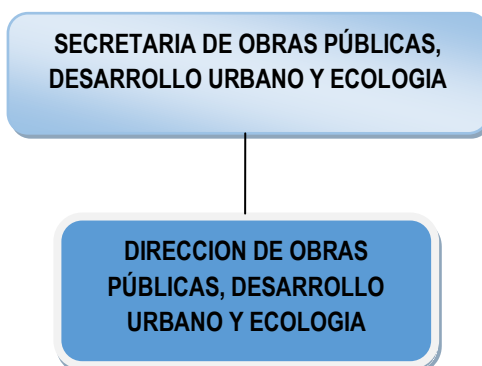 SECRETARIA DE OBRAS PÚBLICAS,
DESARROLLO URBANO Y ECOLOGIA
DIRECCION DE OBRAS
PÚBLICAS, DESARROLLO
URBANO Y ECOLOGIA